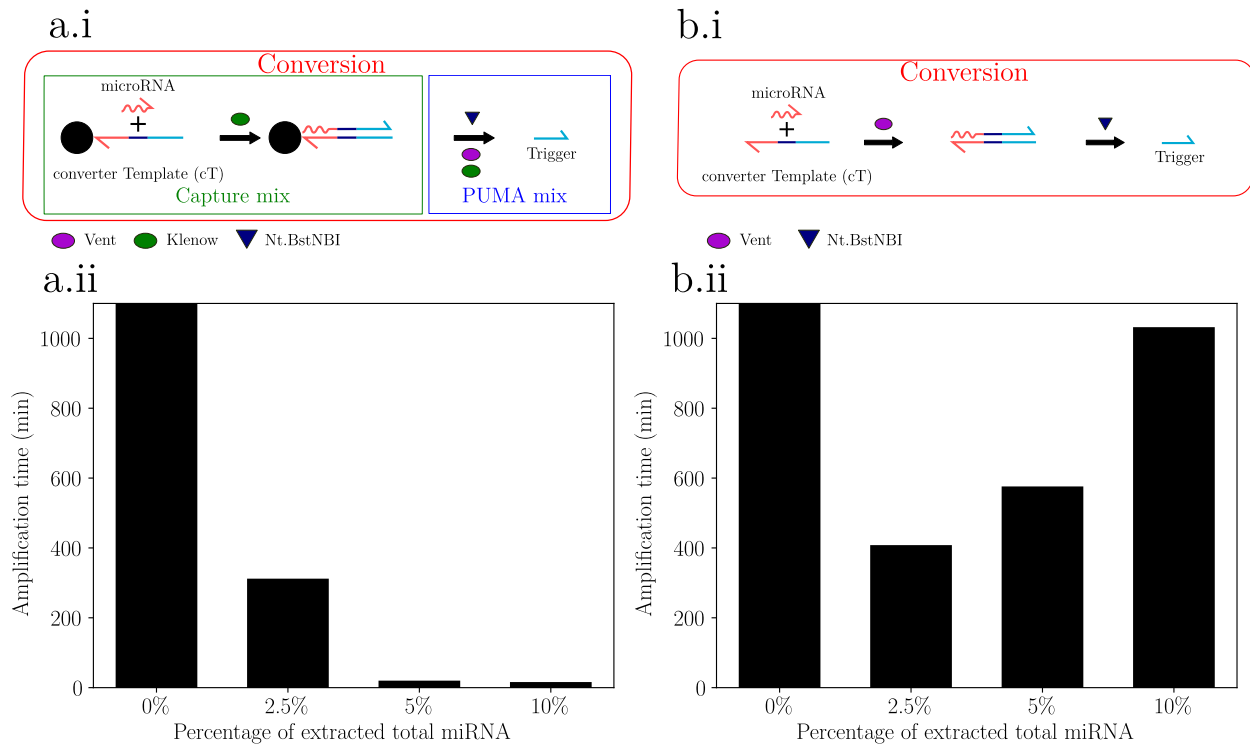 a.i
Conversion
microRNA
+
converter Template (cT)
Capture mix
Trigger
PUMA mix
Vent Klenow Nt.BstNBI
b.i
Conversion
microRNA
+
converter Template (cT)
Trigger
Vent Nt.BstNBI
a.ii
Amplification time (min)
1000
800
600
400
200
0
0% 2.5% 5% 10%
Percentage of extracted total miRNA
b.ii
Amplification time (min)
1000
800
600
400
200
0
0% 2.5% 5% 10%
Percentage of extracted total miRNA